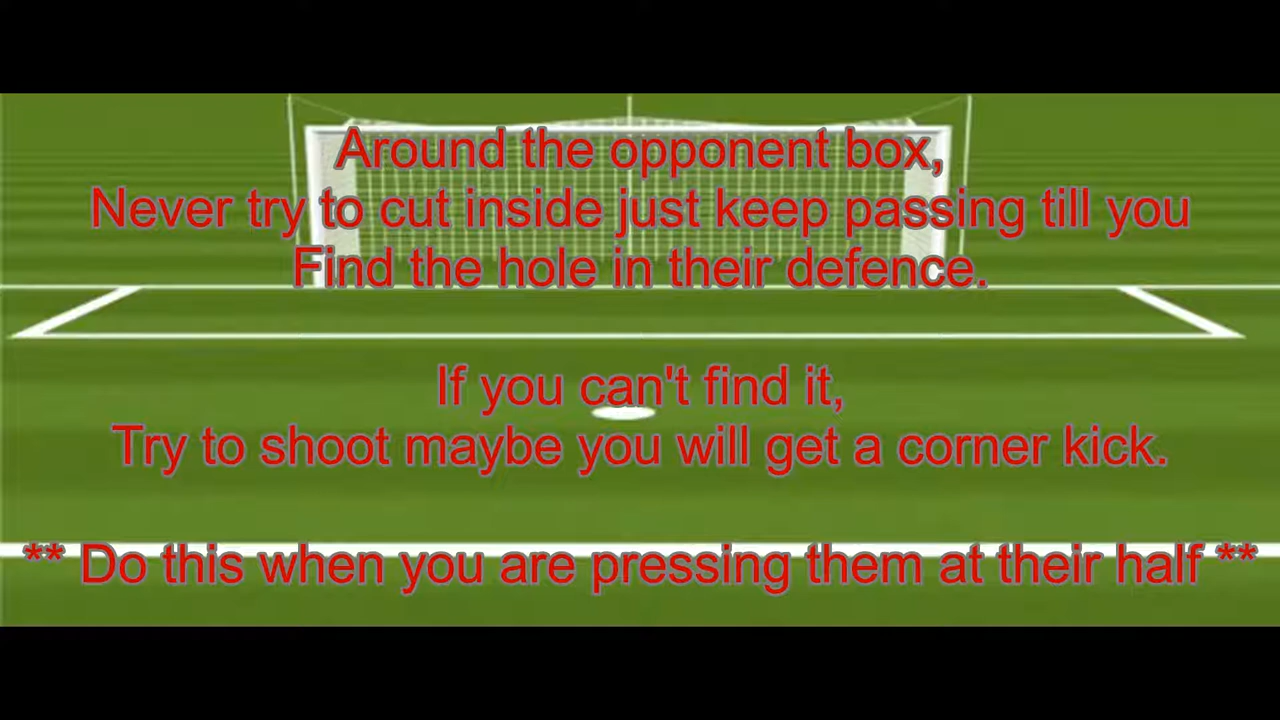 Around the opponent box,
Never try to cut inside just keep passing till you
Find the hole in their defence.
If you can't find it,
Try to shoot maybe you will get a corner kick.
** Do this when you are pressing them at their half **